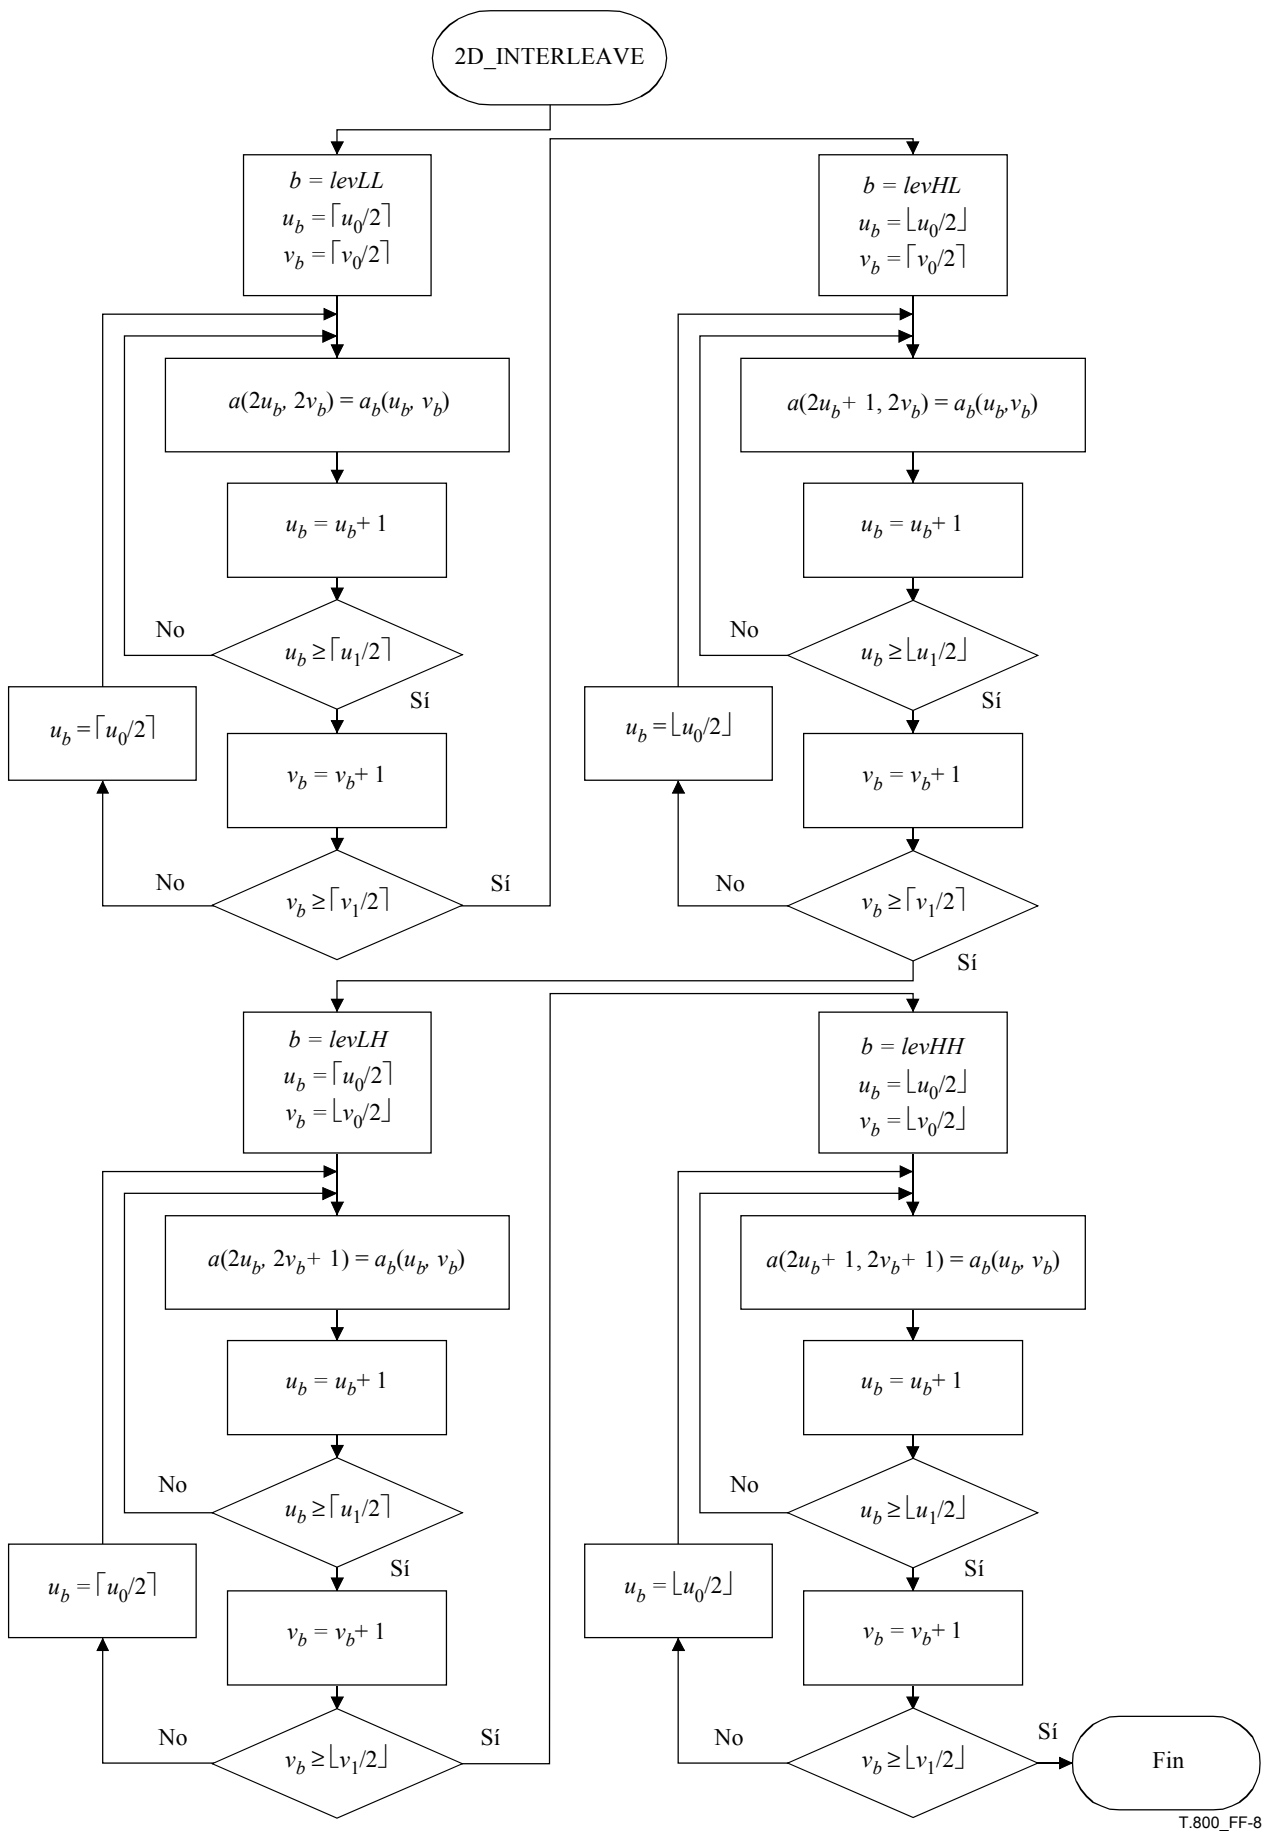 2D_INTERLEAVE
b = levLL
u_b = ⌈u_0/2⌉
v_b = ⌈v_0/2⌉
a(2u_b, 2v_b) = a_b(u_b, v_b)
u_b = u_b + 1
No
u_b ≥ ⌈u_1/2⌉
Sí
u_b = ⌈u_0/2⌉
v_b = v_b + 1
No
v_b ≥ ⌈v_1/2⌉
Sí
b = levHL
u_b = ⌊u_0/2⌋
v_b = ⌈v_0/2⌉
a(2u_b + 1, 2v_b) = a_b(u_b,v_b)
u_b = u_b + 1
No
u_b ≥ ⌊u_1/2⌋
Sí
u_b = ⌊u_0/2⌋
v_b = v_b + 1
No
v_b ≥ ⌈v_1/2⌉
Sí
b = levLH
u_b = ⌈u_0/2⌉
v_b = ⌊v_0/2⌋
a(2u_b, 2v_b + 1) = a_b(u_b, v_b)
u_b = u_b + 1
No
u_b ≥ ⌈u_1/2⌉
Sí
u_b = ⌈u_0/2⌉
v_b = v_b + 1
No
v_b ≥ ⌊v_1/2⌋
Sí
b = levHH
u_b = ⌊u_0/2⌋
v_b = ⌊v_0/2⌋
a(2u_b + 1, 2v_b + 1) = a_b(u_b, v_b)
u_b = u_b + 1
No
u_b ≥ ⌊u_1/2⌋
Sí
u_b = ⌊u_0/2⌋
v_b = v_b + 1
No
v_b ≥ ⌊v_1/2⌋
Sí
Fin
T.800_FF-8